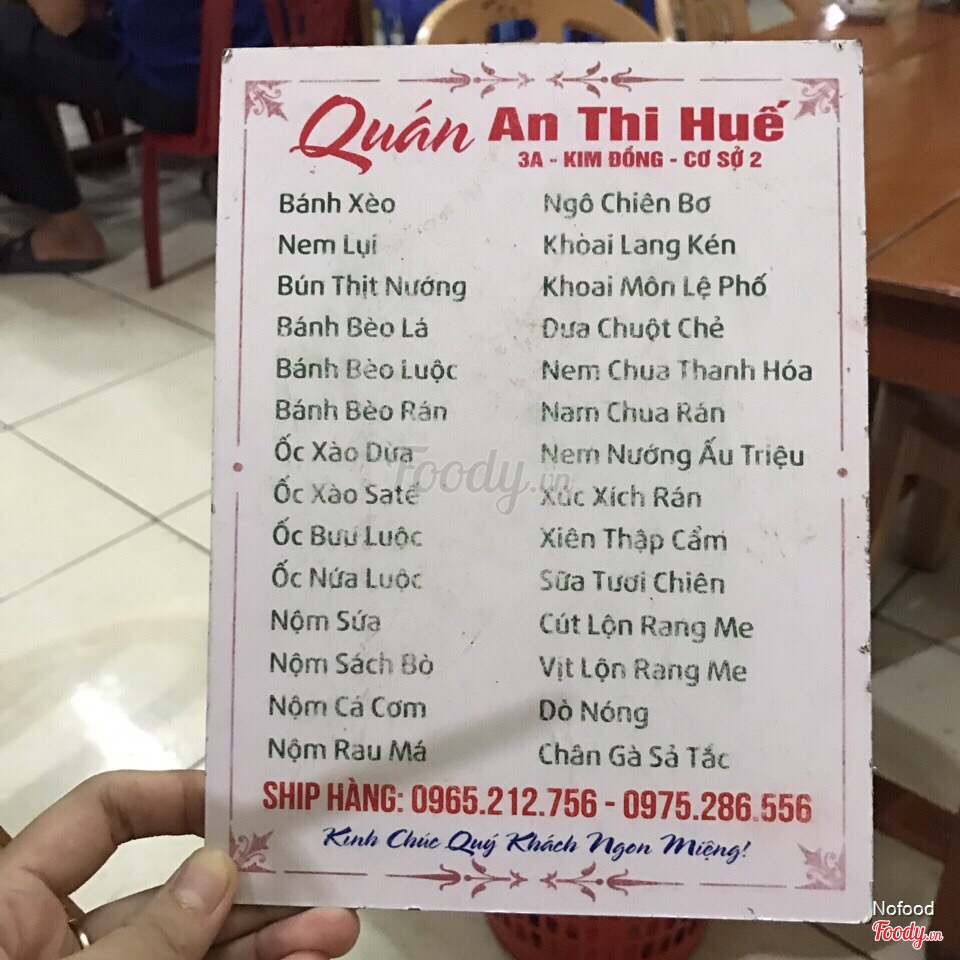 Quán An Thi Huế
3A - KIM ĐỒNG - CƠ SỞ 2
Bánh Xèo
Nem Lụi
Bún Thịt Nướng
Bánh Bèo Lá
Bánh Bèo Luộc
Bánh Bèo Rán
Ốc Xào Dừa
Ốc Xào Satế
Ốc Bưu Luộc
Ốc Nứa Luộc
Nộm Sứa
Nộm Sách Bò
Nộm Cá Cơm
Nộm Rau Má
Ngô Chiên Bơ
Khoai Lang Kén
Khoai Môn Lệ Phố
Dưa Chuột Chẻ
Nem Chua Thanh Hóa
Nam Chua Rán
Nem Nướng Ấu Triệu
Xúc Xích Rán
Xiên Thập Cẩm
Sữa Tươi Chiên
Cút Lộn Rang Me
Vịt Lộn Rang Me
Dò Nóng
Chân Gà Sả Tắc
SHIP HÀNG: 0965.212.756 - 0975.286.556
Kính Chúc Quý Khách Ngon Miệng!
Foody.vn
Nofood
Foody.vn